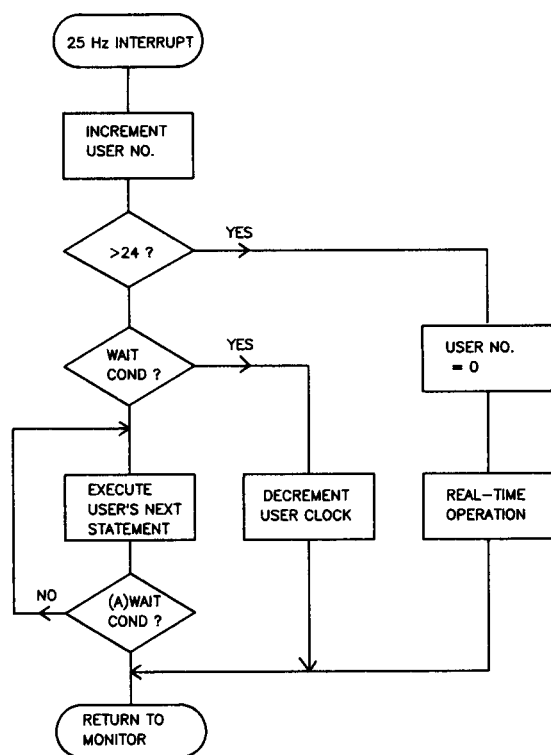 25 Hz INTERRUPT
INCREMENT
USER NO.
>24 ?
YES
WAIT
COND ?
YES
USER NO.
= 0
EXECUTE
USER'S NEXT
STATEMENT
DECREMENT
USER CLOCK
REAL-TIME
OPERATION
NO
(A)WAIT
COND ?
RETURN TO
MONITOR